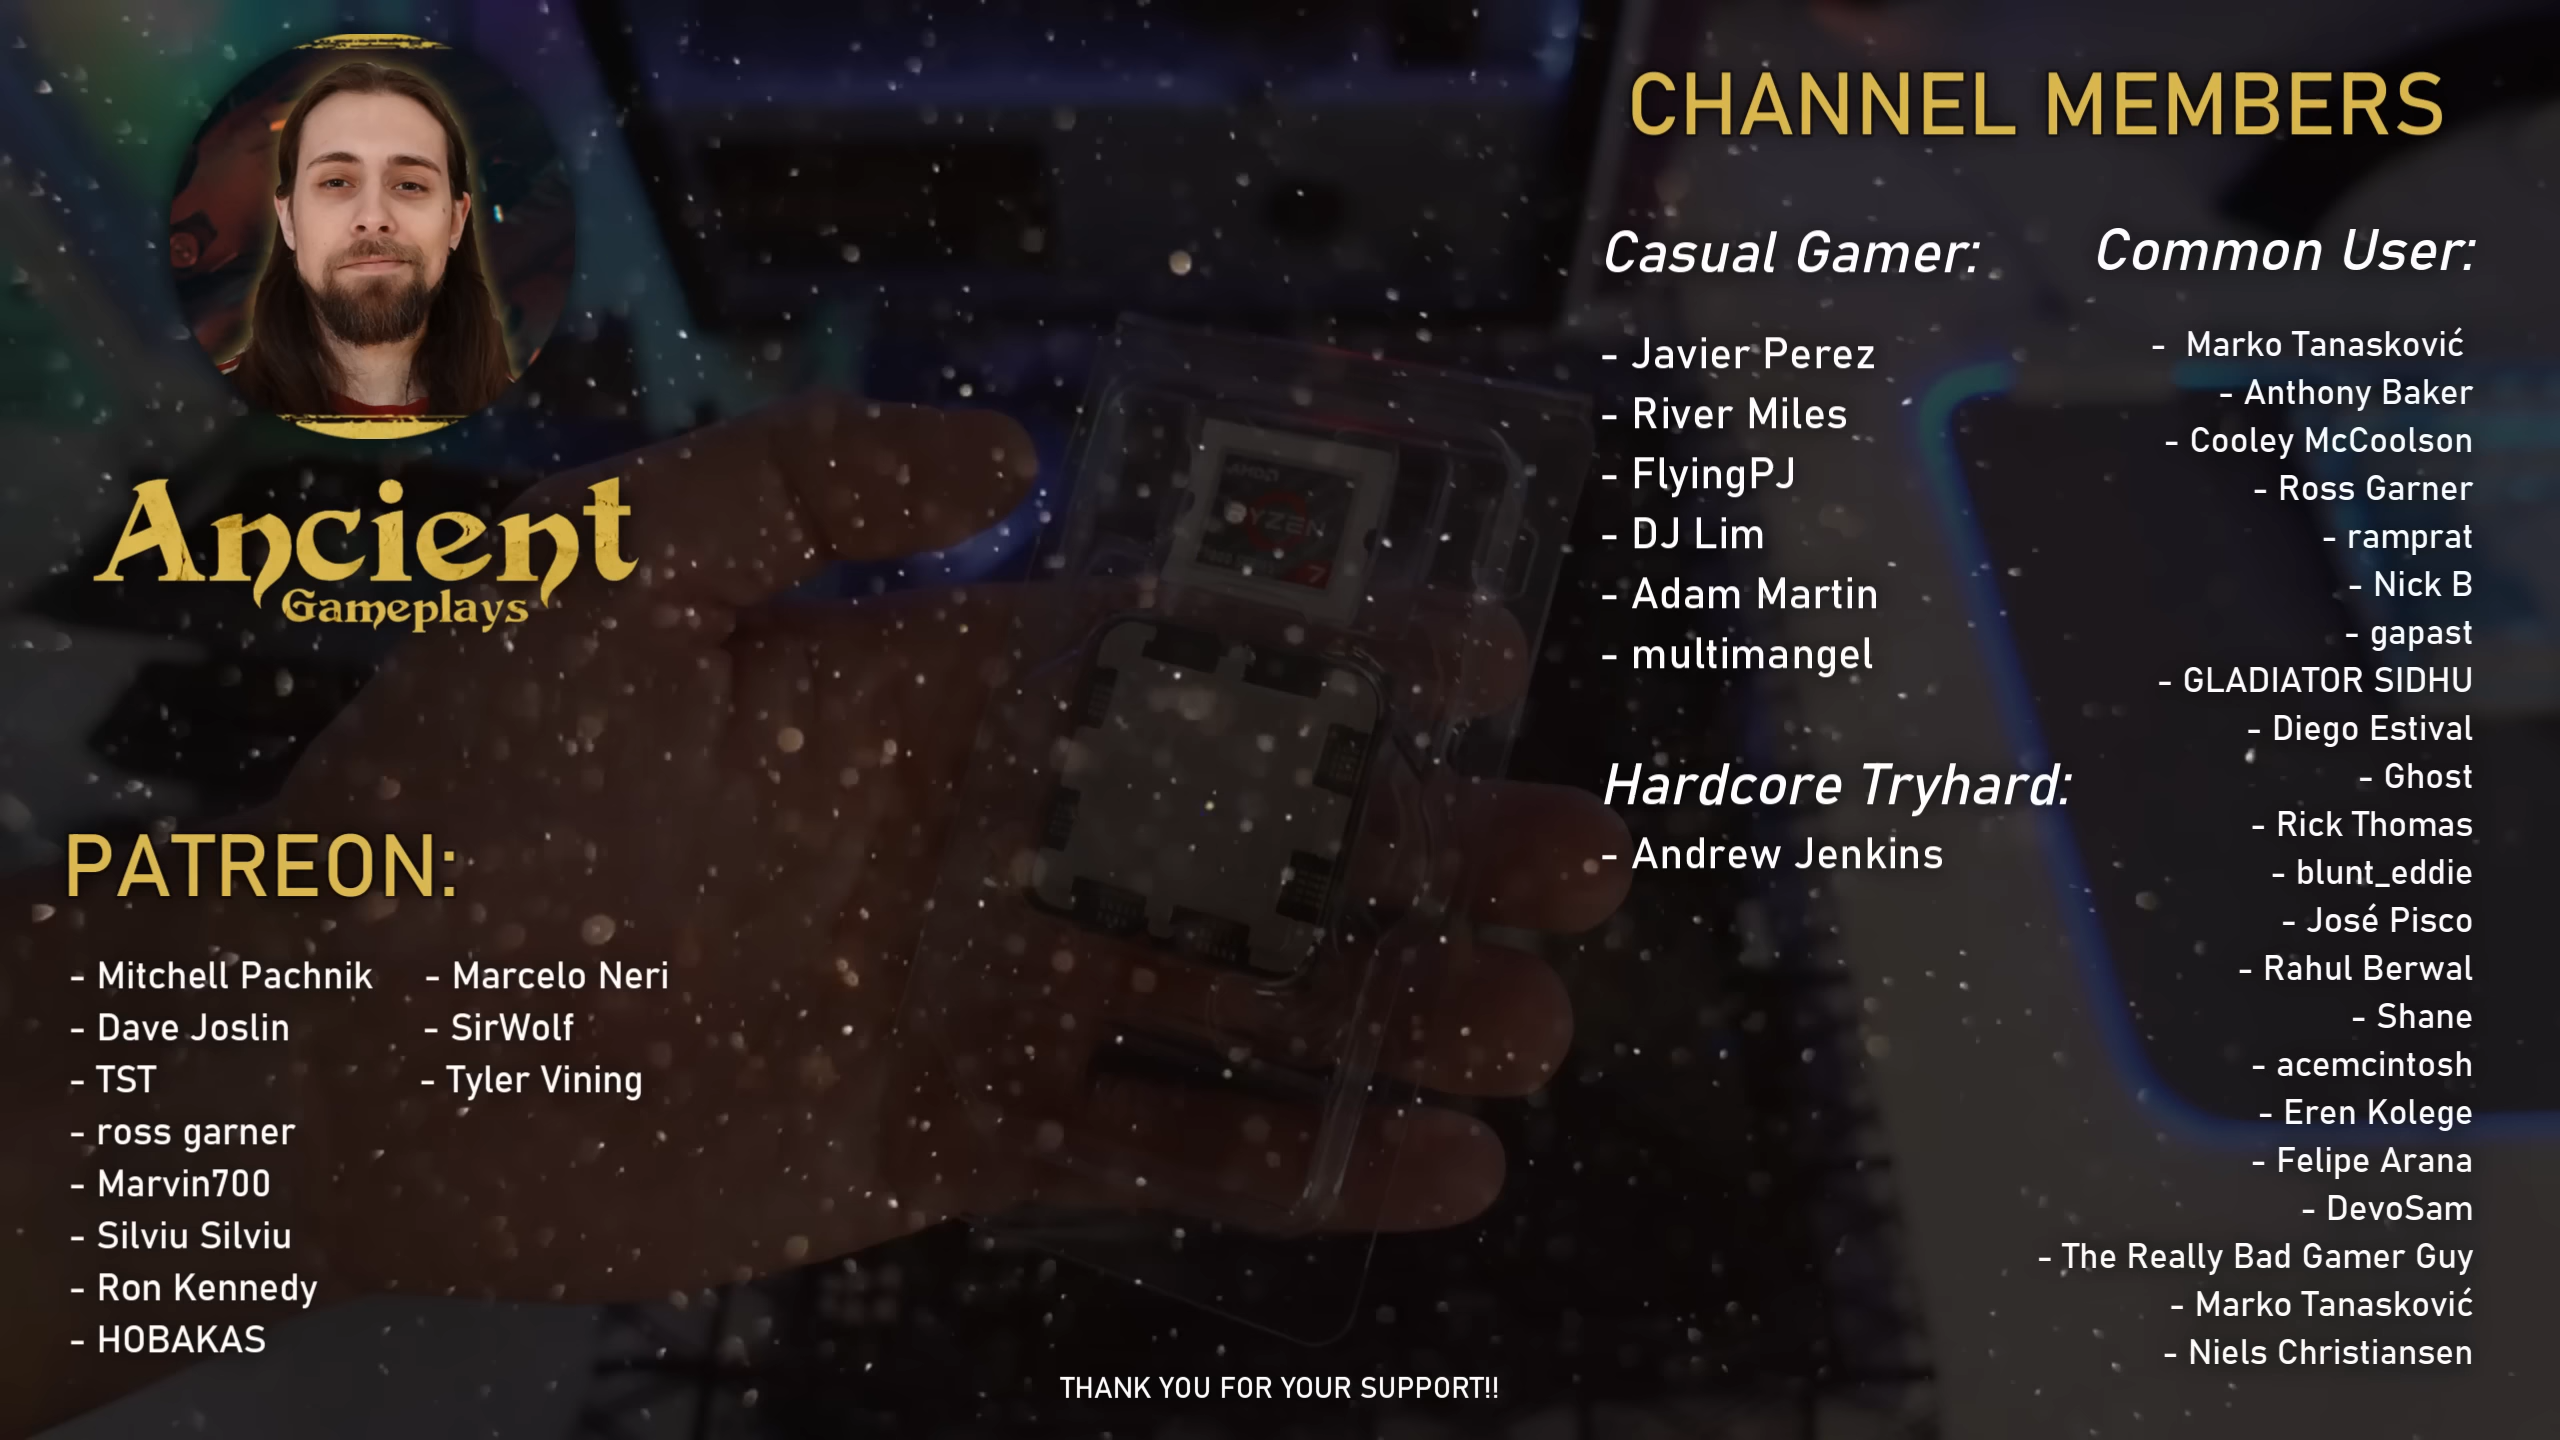 Ancient
Gameplays
PATREON:
- Mitchell Pachnik
- Dave Joslin
- TST
- ross garner
- Marvin700
- Silviu Silviu
- Ron Kennedy
- HOBAKAS
- Marcelo Neri
- SirWolf
- Tyler Vining
CHANNEL MEMBERS
Casual Gamer:
- Javier Perez
- River Miles
- FlyingPJ
- DJ Lim
- Adam Martin
- multimangel
Hardcore Tryhard:
- Andrew Jenkins
Common User:
- Marko Tanasković
- Anthony Baker
- Cooley McCoolson
- Ross Garner
- ramprat
- Nick B
- gapast
- GLADIATOR SIDHU
- Diego Estival
- Ghost
- Rick Thomas
- blunt_eddie
- José Pisco
- Rahul Berwal
- Shane
- acemcintosh
- Eren Kolege
- Felipe Arana
- DevoSam
- The Really Bad Gamer Guy
- Marko Tanasković
- Niels Christiansen
AMD
RYZEN
7
THANK YOU FOR YOUR SUPPORT!!